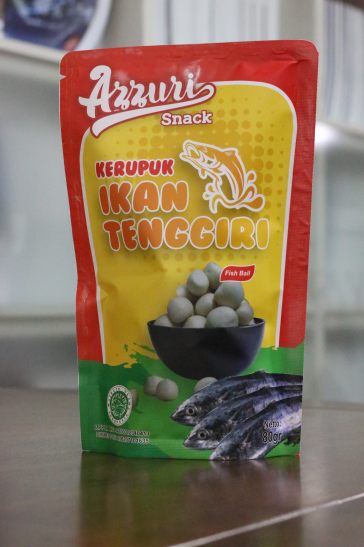 Azzuri
Snack
KERUPUK
IKAN
TENGGIRI
Fish Ball
Netto:
80gr